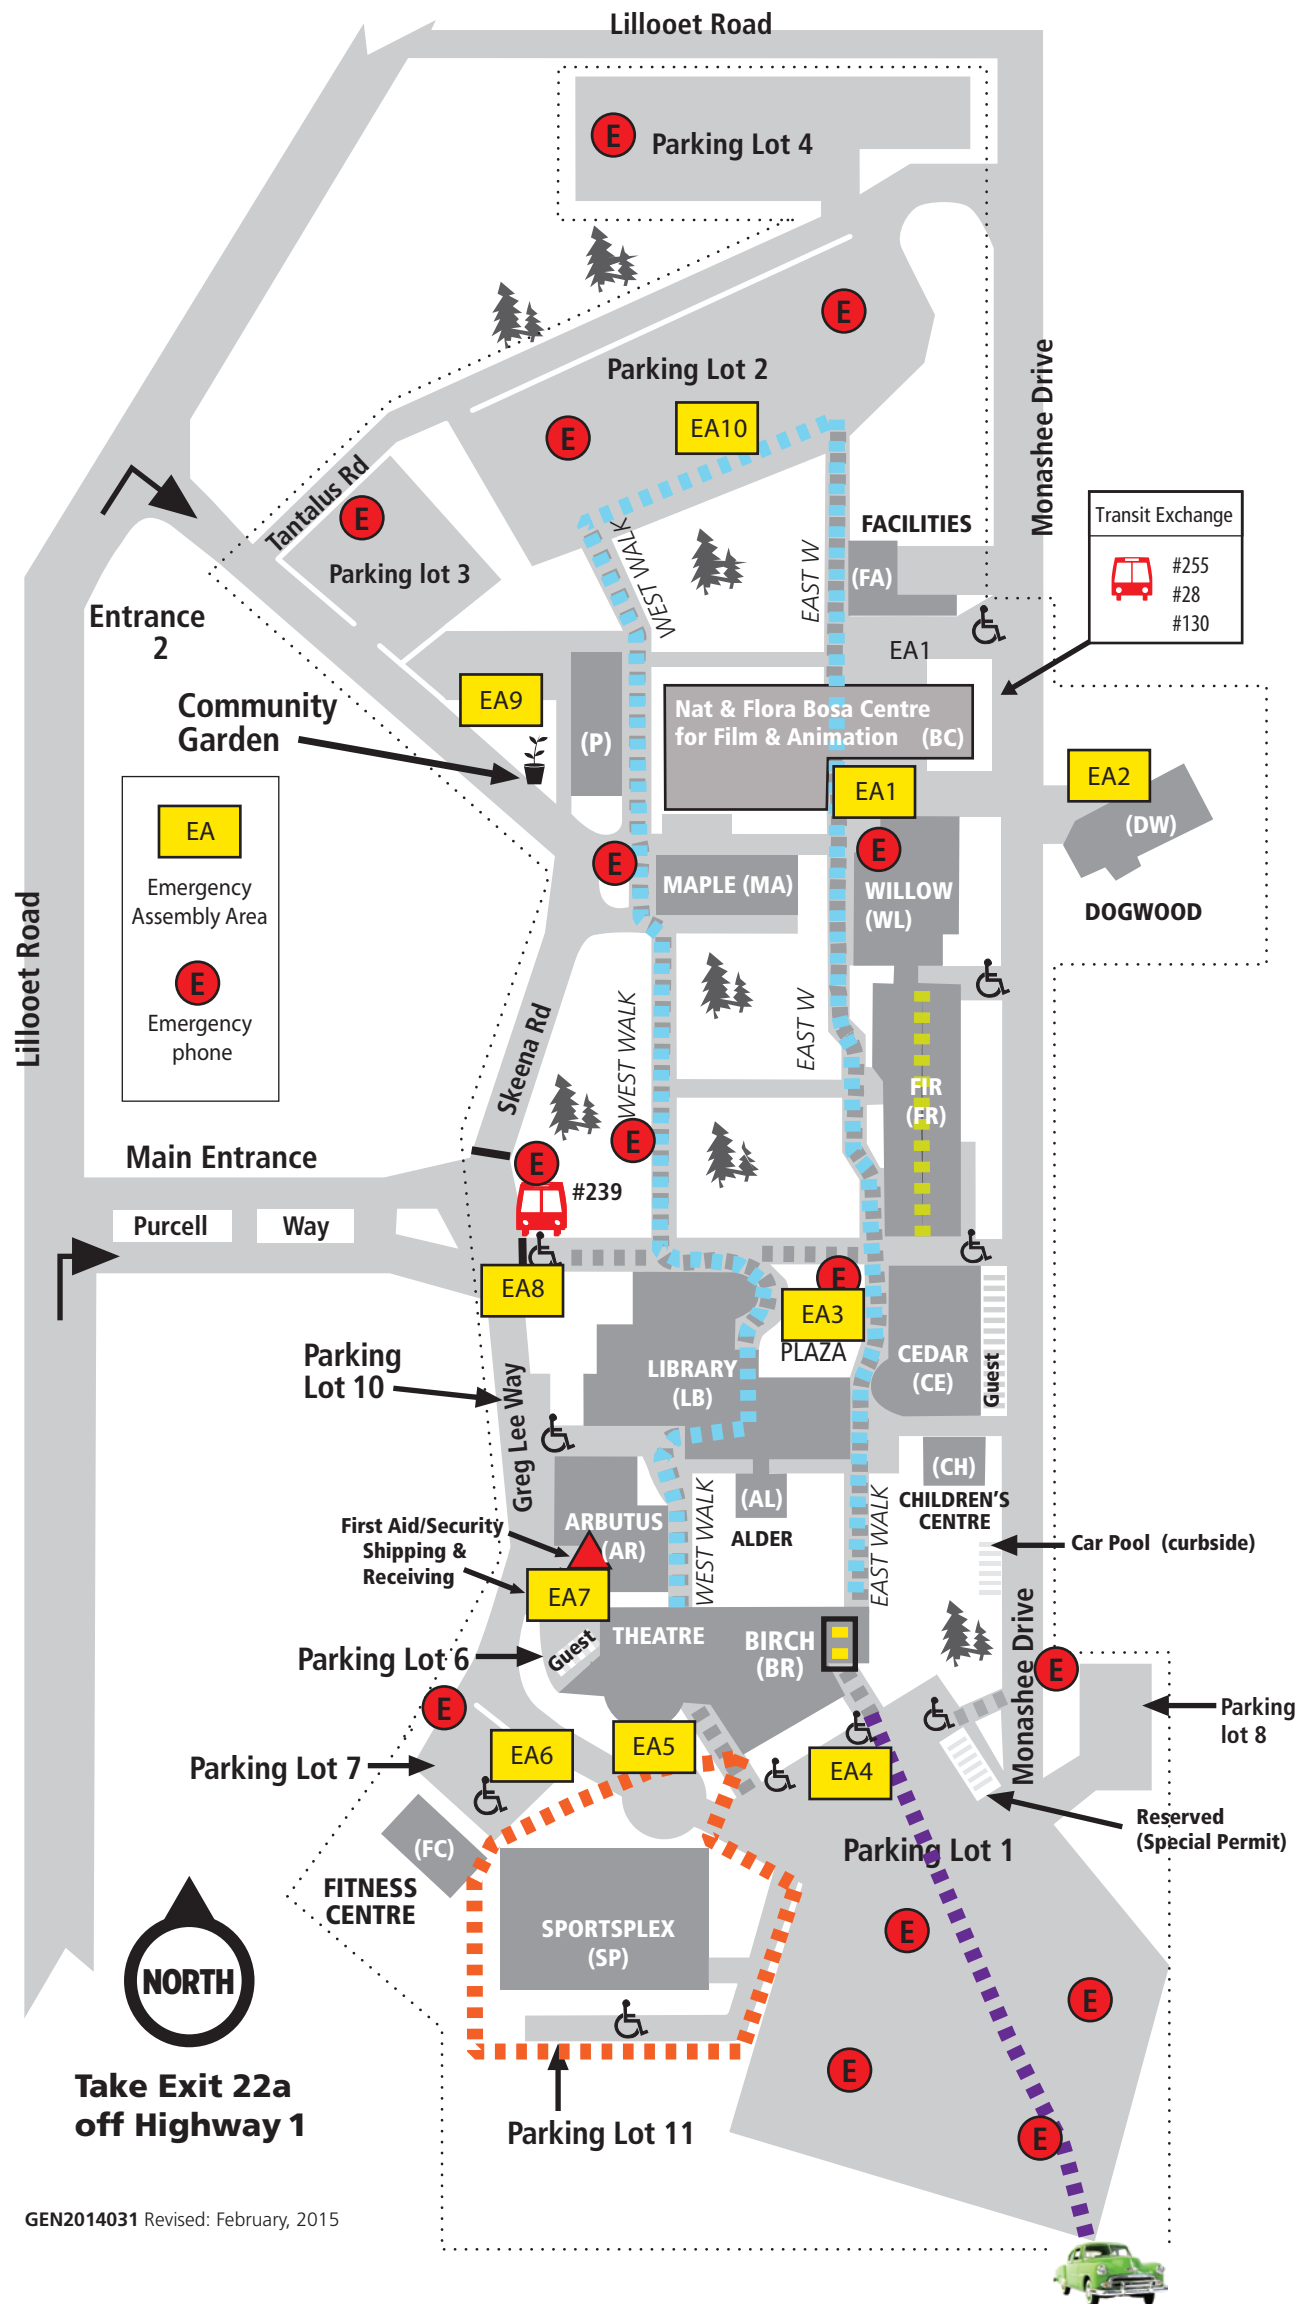 Lillooet Road
E
Parking Lot 4
E
Parking Lot 2
EA10
E
Monashee Drive
Tantalus Rd
E
Parking lot 3
WEST WALK
EAST W
FACILITIES
(FA)
Transit Exchange
#255
#28
#130
Entrance
2
EA1
EA9
Community
Garden
(P)
Nat & Flora Bosa Centre
for Film & Animation (BC)
EA1
EA2
(DW)
DOGWOOD
EA
Emergency
Assembly Area
E
Emergency
phone
E
MAPLE (MA)
E
WILLOW
(WL)
Lillooet Road
Skeena Rd
WEST WALK
EAST W
FIR
(FR)
E
Main Entrance
E
#239
Purcell
Way
EA8
E
EA3
PLAZA
LIBRARY
(LB)
CEDAR
(CE)
Guest
Parking
Lot 10
Greg Lee Way
(CH)
CHILDREN'S
CENTRE
(AL)
ALDER
WEST WALK
EAST WALK
ARBUTUS
(AR)
First Aid/Security
Shipping &
Receiving
Car Pool (curbside)
EA7
Guest
THEATRE
BIRCH
(BR)
Parking Lot 6
Monashee Drive
E
E
Parking
lot 8
EA6
EA5
EA4
Parking Lot 7
Reserved
(Special Permit)
(FC)
FITNESS
CENTRE
Parking Lot 1
SPORTSPLEX
(SP)
E
E
E
E
NORTH
Take Exit 22a
off Highway 1
Parking Lot 11
GEN2014031 Revised: February, 2015